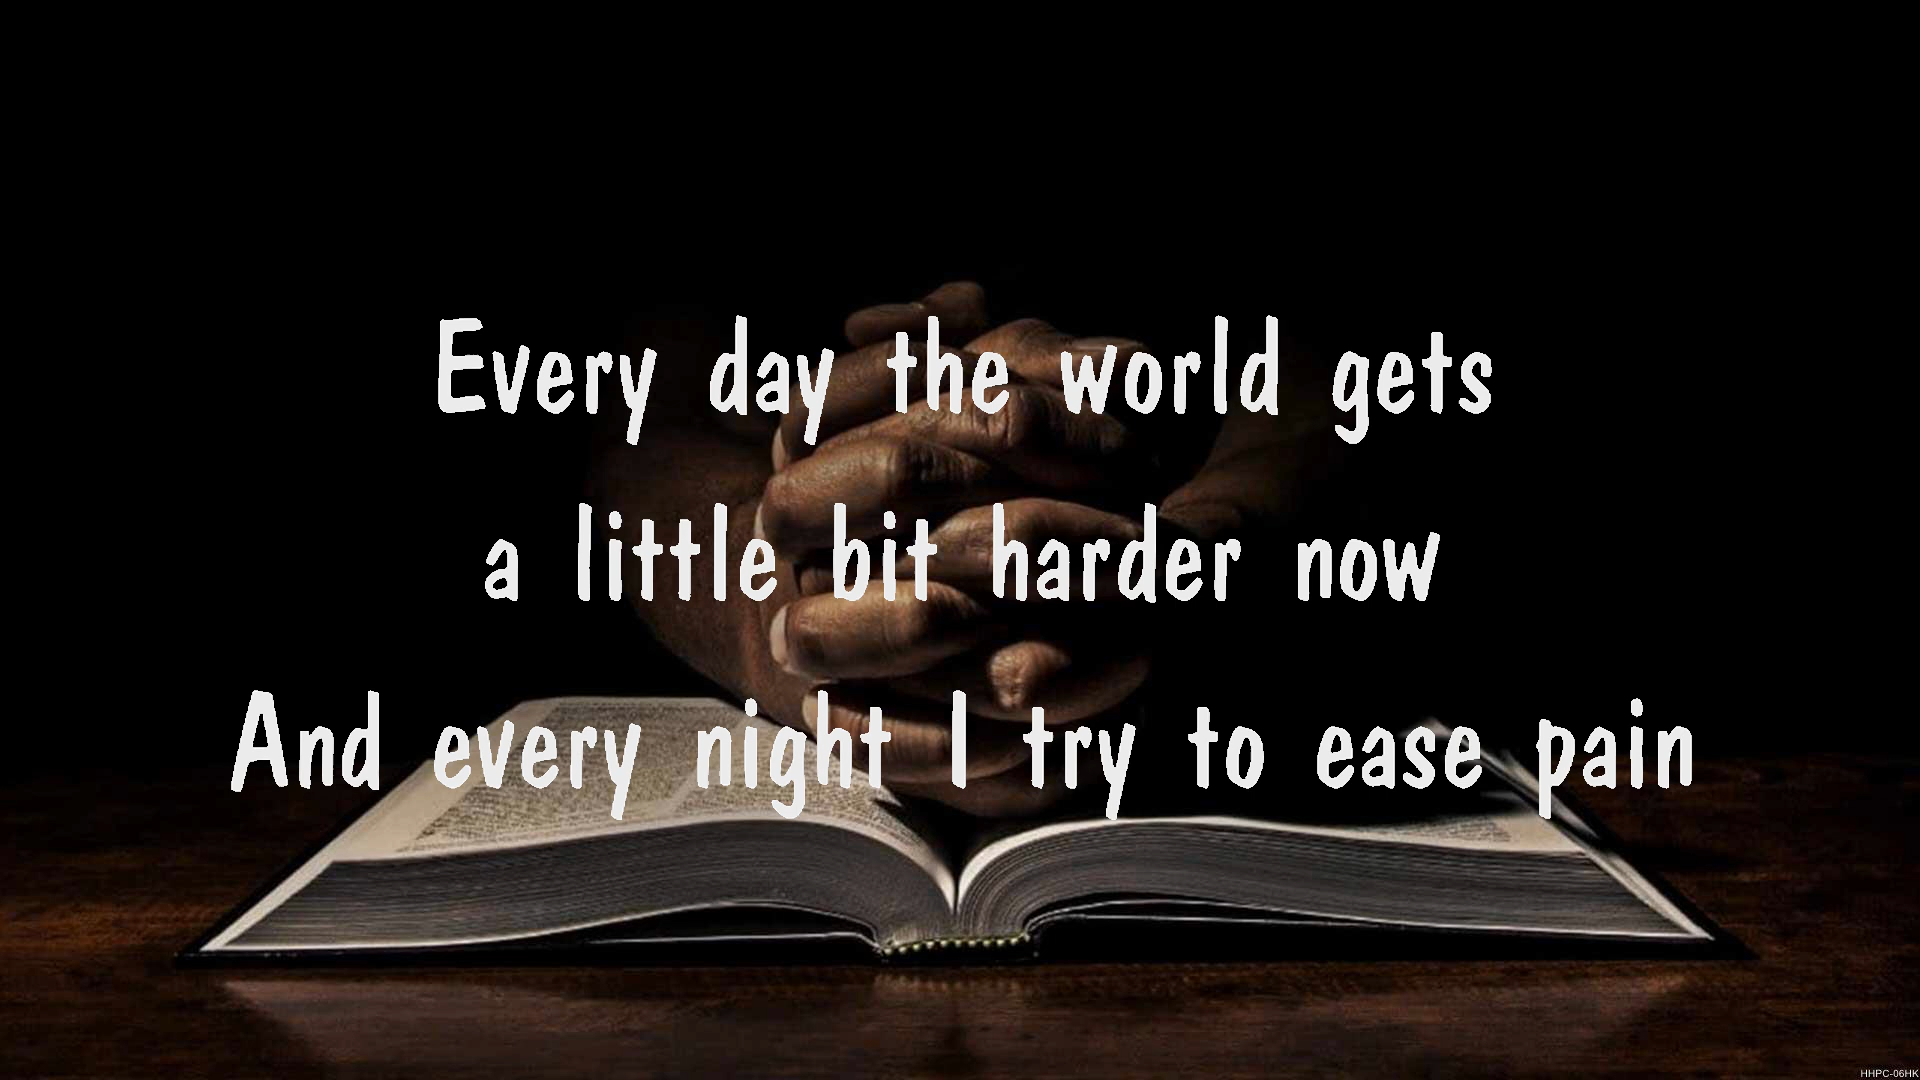 Every day the world gets
a little bit harder now
And every night I try to ease pain
HHPC-06HK